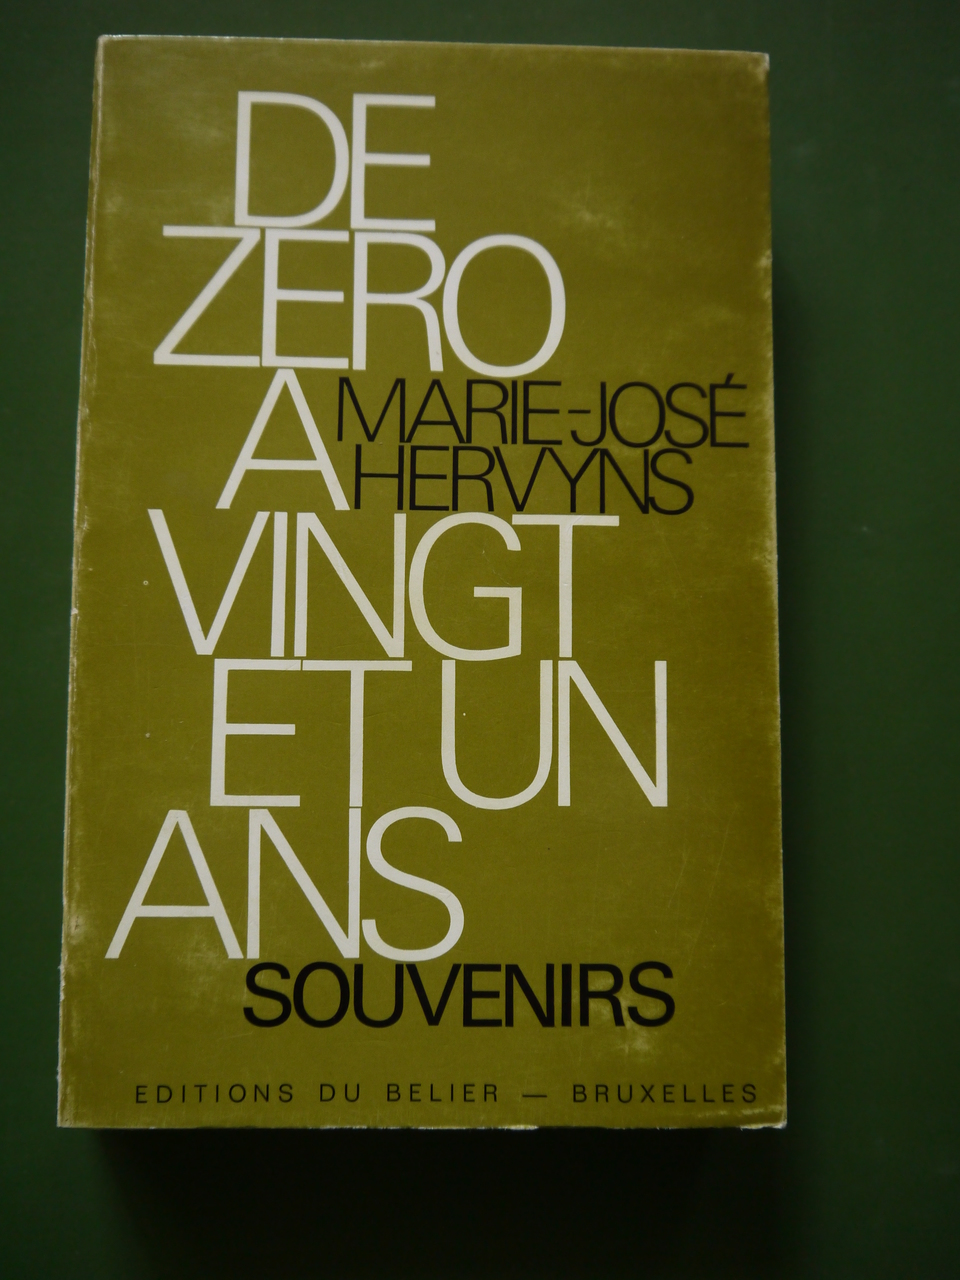 DE
ZERO
A
MARIE-JOSÉ
HERVYNS
VINGT
ET UN
ANS
SOUVENIRS
EDITIONS DU BELIER — BRUXELLES